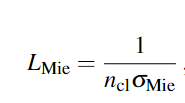 L_Mie = 1 / (n_cl σ_Mie) ,